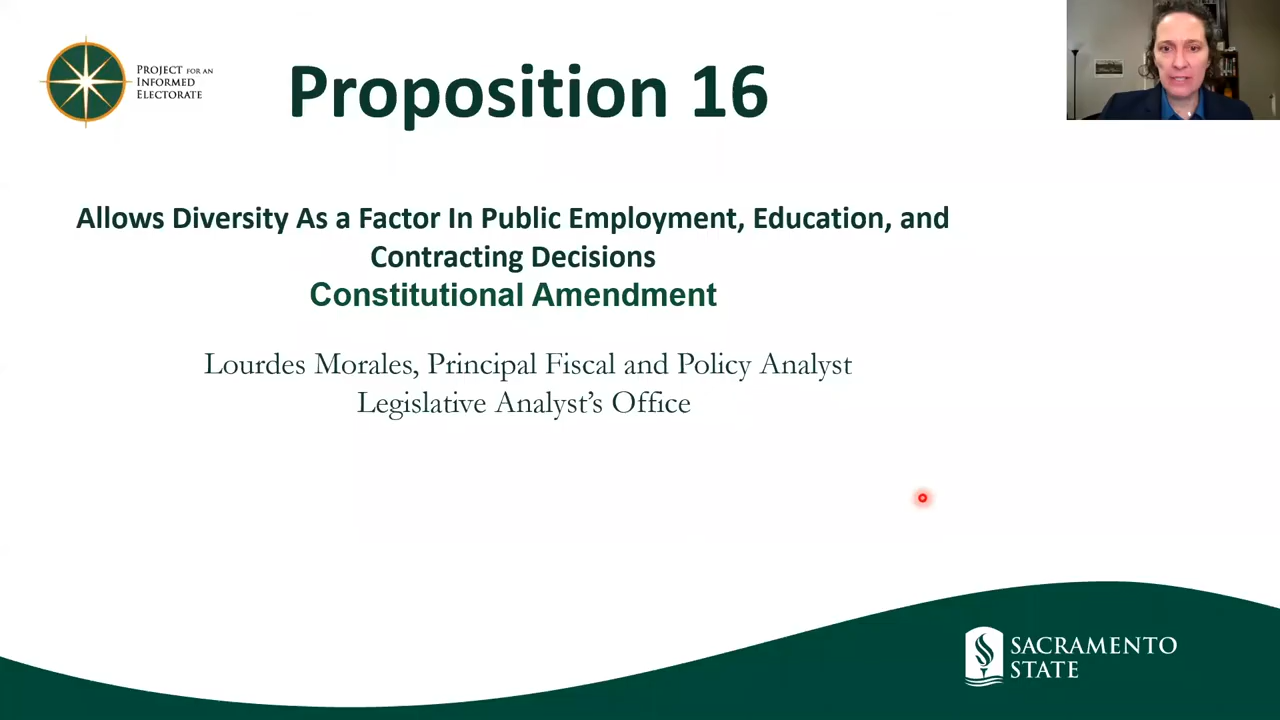 PROJECT FOR AN
INFORMED
ELECTORATE
Proposition 16
Allows Diversity As a Factor In Public Employment, Education, and
Contracting Decisions
Constitutional Amendment
Lourdes Morales, Principal Fiscal and Policy Analyst
Legislative Analyst’s Office
SACRAMENTO
STATE